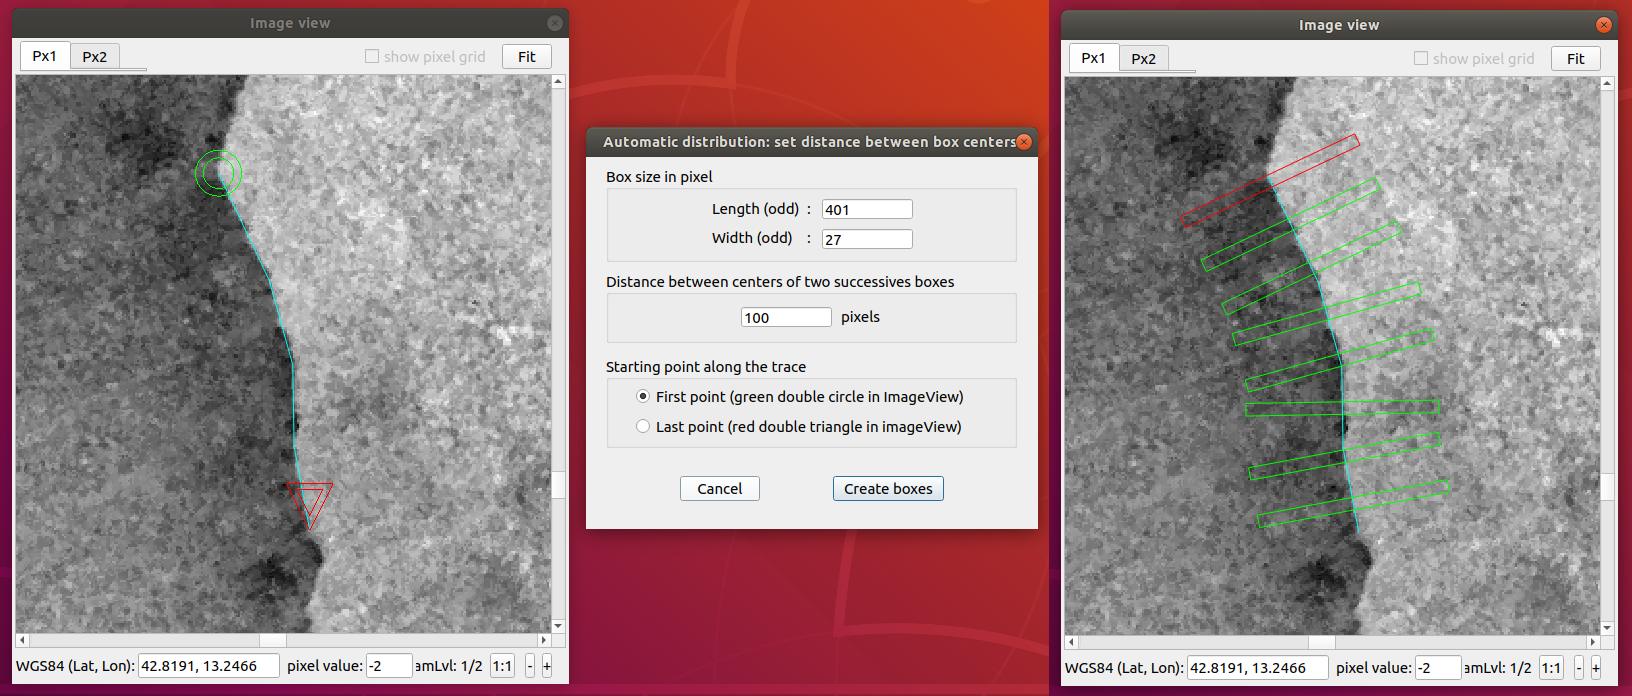 Image view
Px1 Px2 show pixel grid Fit
WGS84 (Lat, Lon): 42.8191, 13.2466 pixel value: -2 amLvl: 1/2 1:1 - +
Automatic distribution: set distance between box centers
Box size in pixel
Length (odd) : 401
Width (odd) : 27
Distance between centers of two successives boxes
100 pixels
Starting point along the trace
First point (green double circle in ImageView)
Last point (red double triangle in imageView)
Cancel Create boxes
Image view
Px1 Px2 show pixel grid Fit
WGS84 (Lat, Lon): 42.8191, 13.2466 pixel value: -2 amLvl: 1/2 1:1 - +